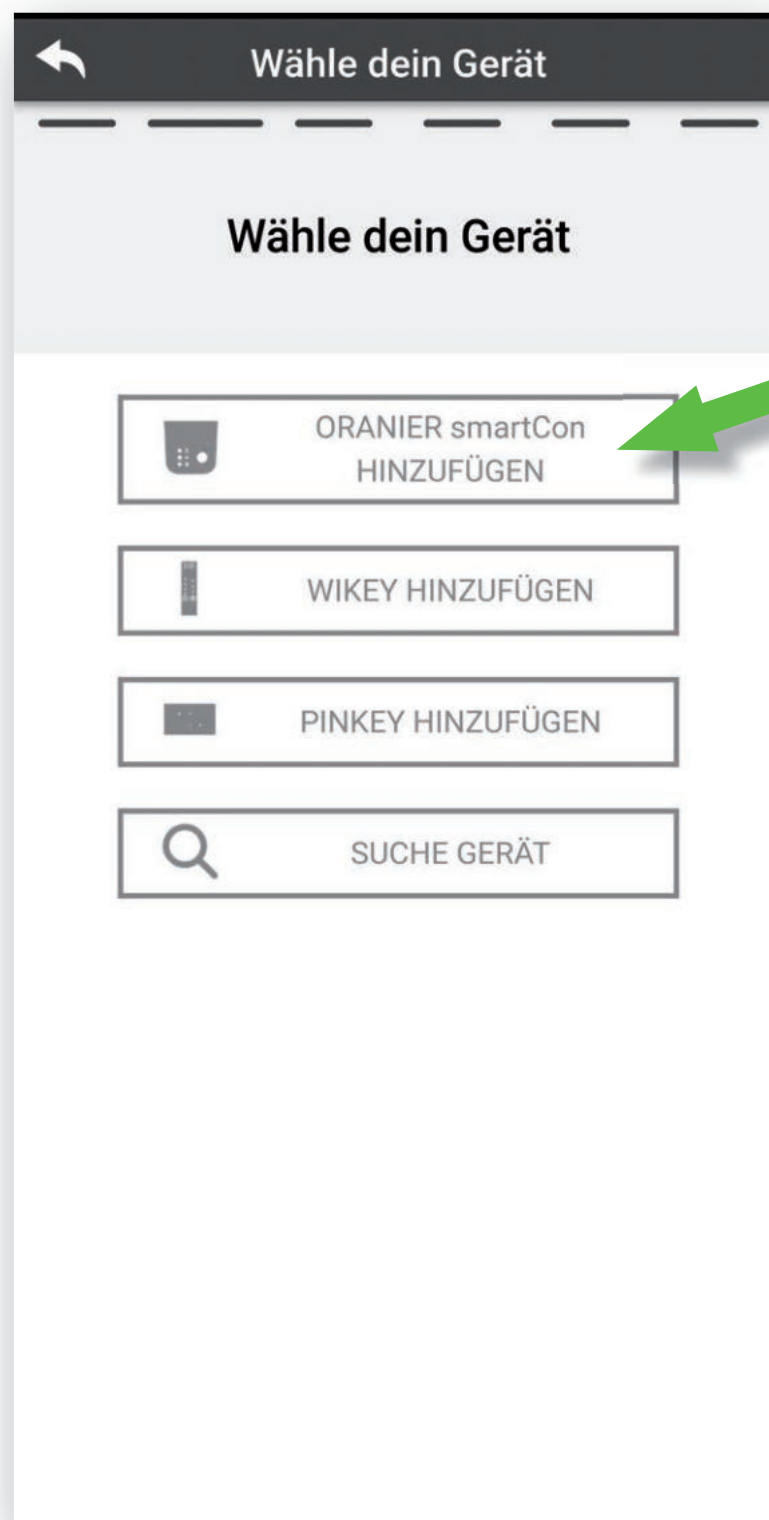 Wähle dein Gerät
Wähle dein Gerät
ORANIER smartCon
HINZUFÜGEN
WIKEY HINZUFÜGEN
PINKEY HINZUFÜGEN
SUCHE GERÄT